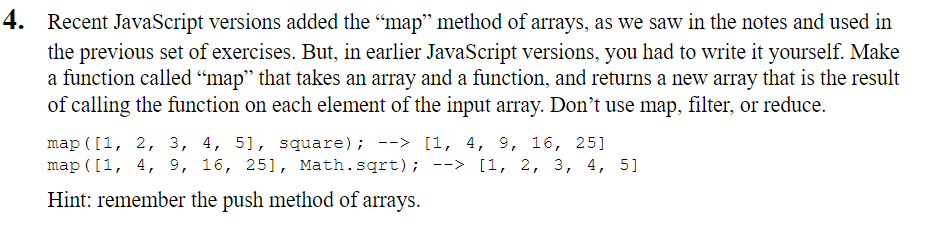 4. Recent JavaScript versions added the “map” method of arrays, as we saw in the notes and used in
the previous set of exercises. But, in earlier JavaScript versions, you had to write it yourself. Make
a function called “map” that takes an array and a function, and returns a new array that is the result
of calling the function on each element of the input array. Don’t use map, filter, or reduce.
map([1, 2, 3, 4, 5], square); --> [1, 4, 9, 16, 25]
map([1, 4, 9, 16, 25], Math.sqrt); --> [1, 2, 3, 4, 5]
Hint: remember the push method of arrays.